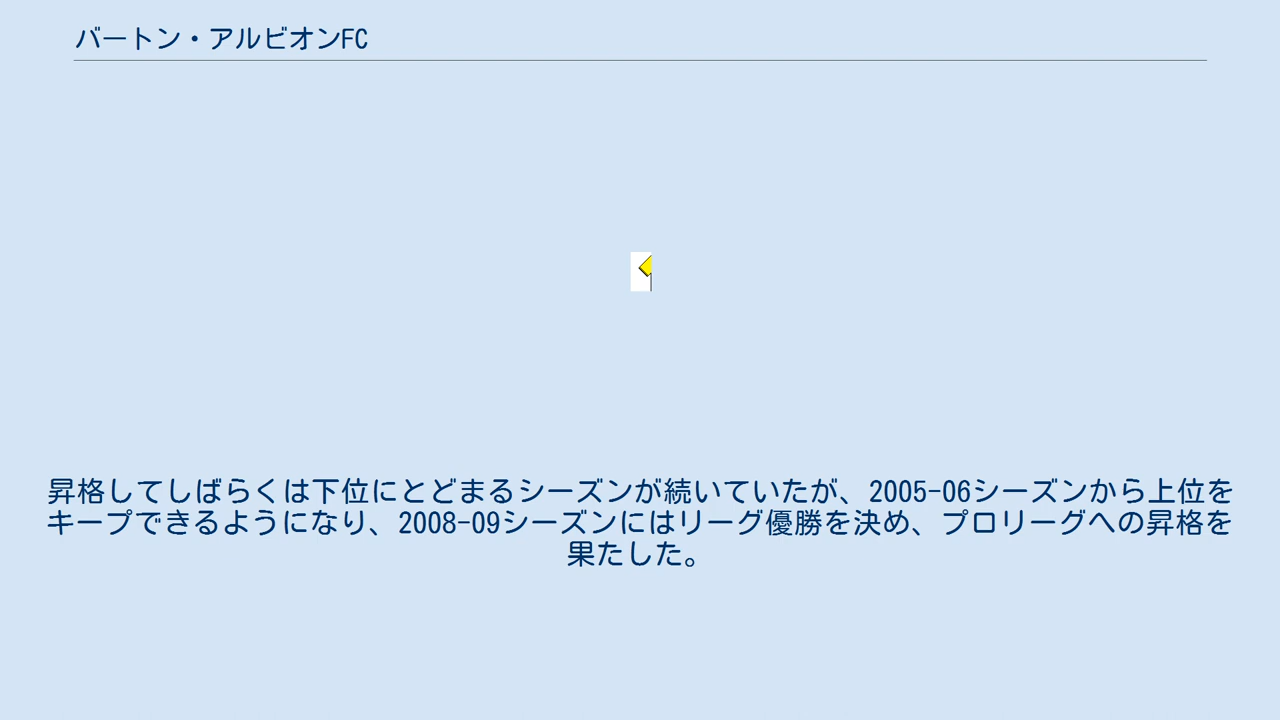 バートン・アルビオンFC
昇格してしばらくは下位にとどまるシーズンが続いていたが、2005-06シーズンから上位を
キープできるようになり、2008-09シーズンにはリーグ優勝を決め、プロリーグへの昇格を
果たした。